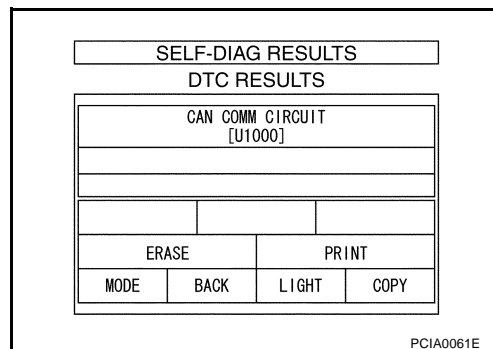 SELF-DIAG RESULTS
DTC RESULTS
CAN COMM CIRCUIT
[U1000]
ERASE PRINT
MODE BACK LIGHT COPY
PCIA0061E